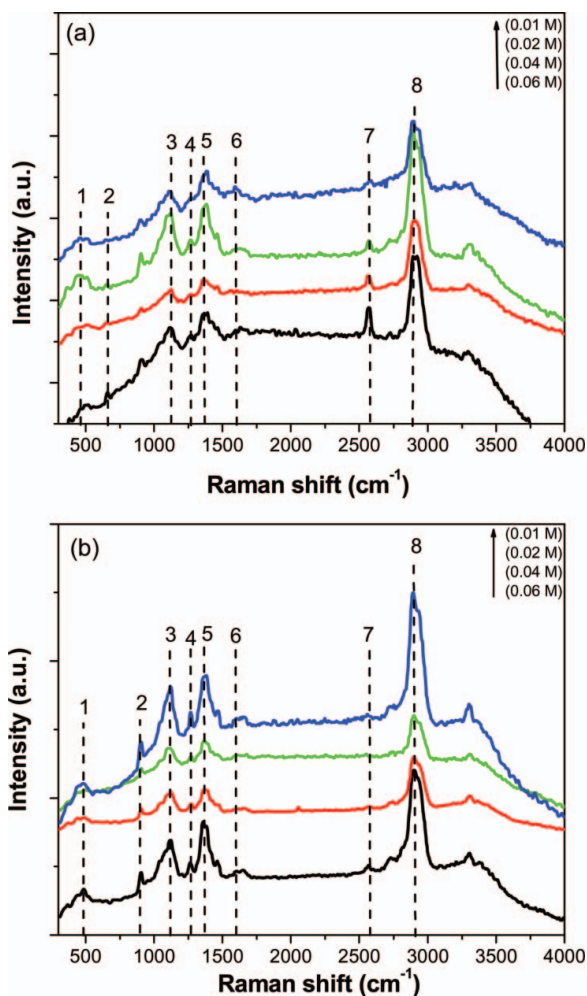 (a)
(0.01 M)
(0.02 M)
(0.04 M)
(0.06 M)
1 2 3 4 5 6 7 8
Intensity (a.u.)
500 1000 1500 2000 2500 3000 3500 4000
Raman shift (cm⁻¹)
(b)
(0.01 M)
(0.02 M)
(0.04 M)
(0.06 M)
1 2 3 4 5 6 7 8
Intensity (a.u.)
500 1000 1500 2000 2500 3000 3500 4000
Raman shift (cm⁻¹)